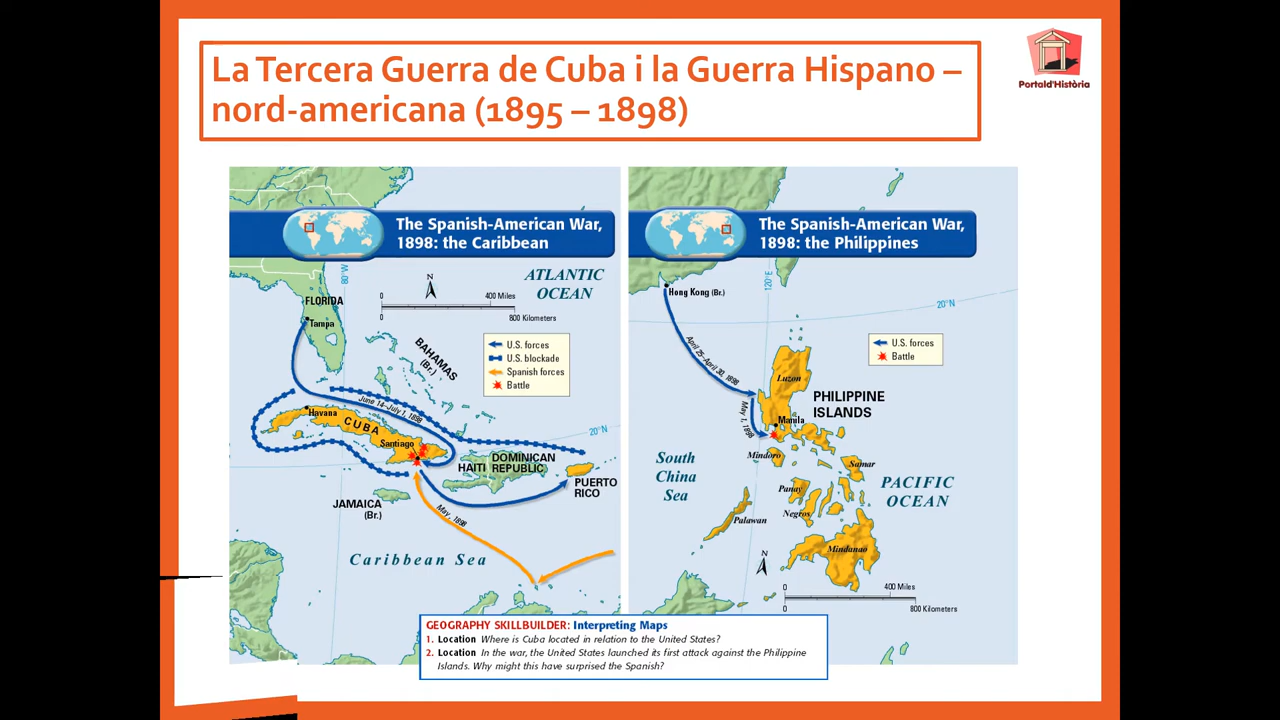 La Tercera Guerra de Cuba i la Guerra Hispano –
nord-americana (1895 – 1898)
Portald'Història
The Spanish-American War,
1898: the Caribbean
80°W
N
ATLANTIC
OCEAN
0
400 Miles
0
800 Kilometers
FLORIDA
Tampa
BAHAMAS
(Br.)
U.S. forces
U.S. blockade
Spanish forces
Battle
June 14–July 1, 1898
Havana
CUBA
Santiago
20°N
HAITI
DOMINICAN
REPUBLIC
PUERTO
RICO
JAMAICA
(Br.)
May, 1898
Caribbean Sea
The Spanish-American War,
1898: the Philippines
120°E
Hong Kong (Br.)
20°N
April 25–April 30, 1898
U.S. forces
Battle
Luzon
PHILIPPINE
ISLANDS
May 1, 1898
Manila
Mindoro
South
China
Sea
Samar
PACIFIC
OCEAN
Panay
Negros
Palawan
Mindanao
N
0
400 Miles
0
800 Kilometers
GEOGRAPHY SKILLBUILDER: Interpreting Maps
1. Location Where is Cuba located in relation to the United States?
2. Location In the war, the United States launched its first attack against the Philippine
Islands. Why might this have surprised the Spanish?